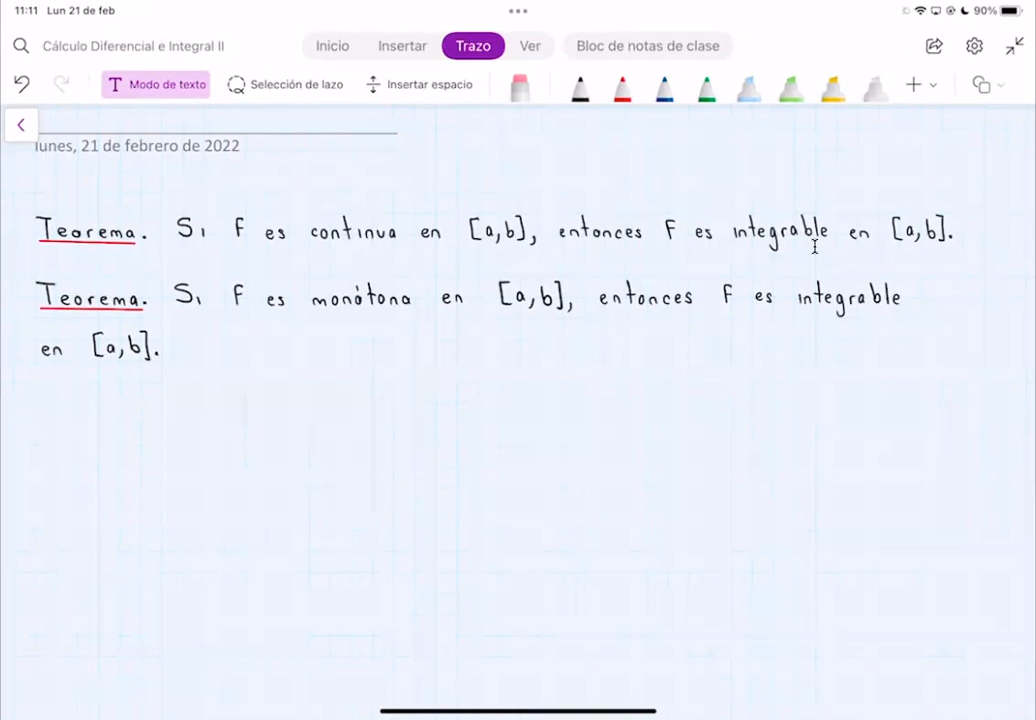 11:11 Lun 21 de feb
90%
Cálculo Diferencial e Integral II
Inicio Insertar Trazo Ver Bloc de notas de clase
Modo de texto Selección de lazo Insertar espacio
lunes, 21 de febrero de 2022
Teorema. Si f es continua en [a,b], entonces f es integrable en [a,b].
Teorema. Si f es monótona en [a,b], entonces f es integrable
en [a,b].